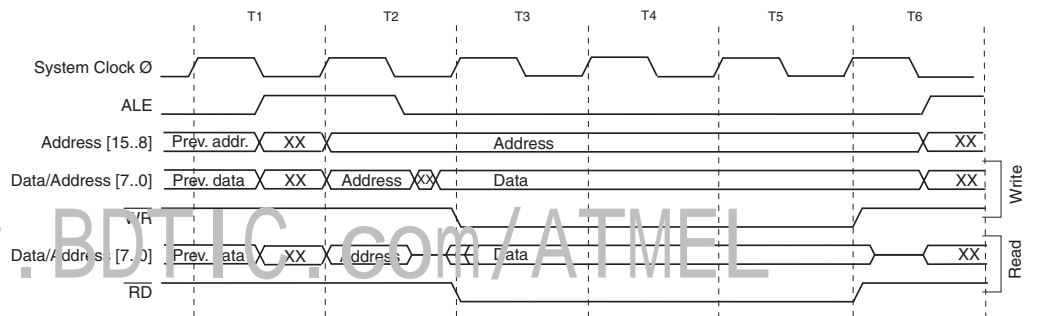 T1 T2 T3 T4 T5 T6
System Clock Ø
ALE
Address [15..8] Prev. addr. XX Address XX
Data/Address [7..0] Prev. data XX Address XX Data XX
Write
WR
Data/Address [7..0] Prev. data XX Address Data XX
Read
RD
.BDTIC.com/ATMEL